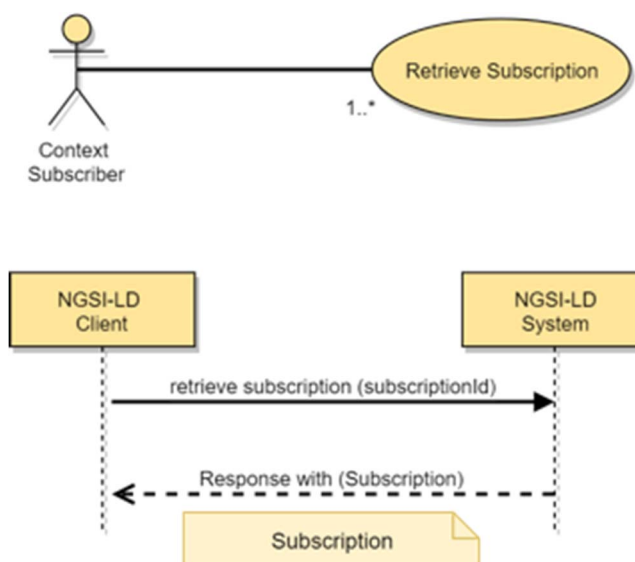 Retrieve Subscription
1..*
Context
Subscriber
NGSI-LD
Client
NGSI-LD
System
retrieve subscription (subscriptionId)
Response with (Subscription)
Subscription